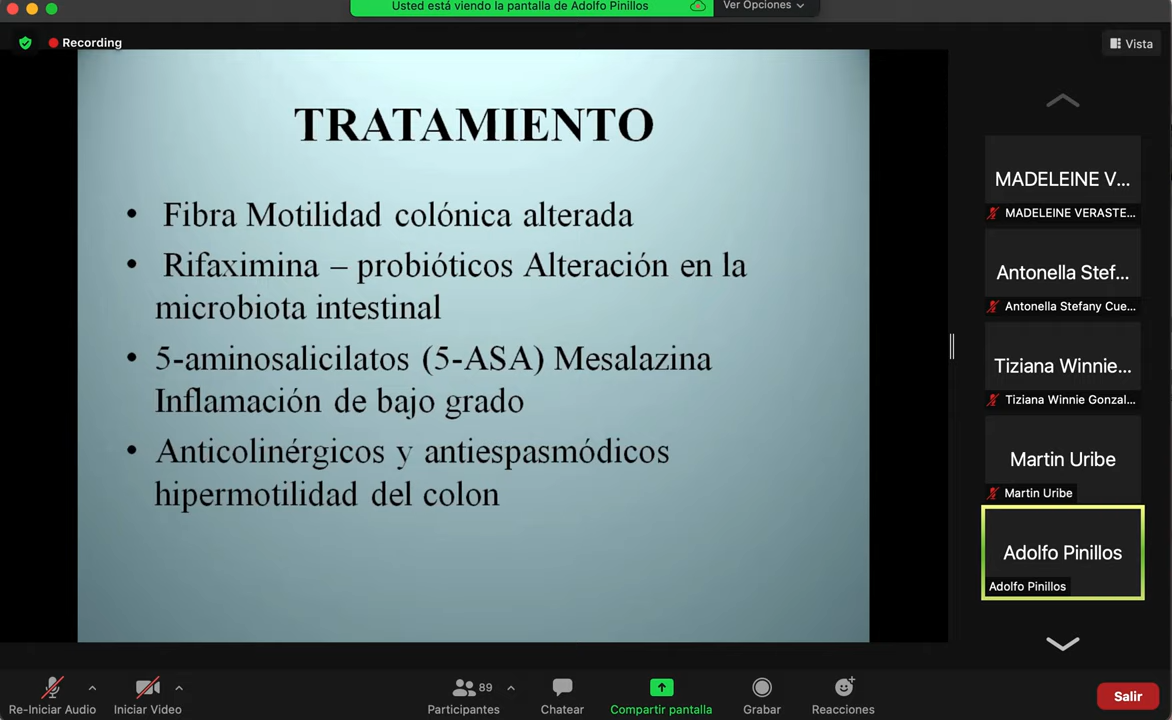 Usted está viendo la pantalla de Adolfo Pinillos
Ver Opciones
Recording
Vista
TRATAMIENTO
• Fibra Motilidad colónica alterada
• Rifaximina – probióticos Alteración en la
microbiota intestinal
• 5-aminosalicilatos (5-ASA) Mesalazina
Inflamación de bajo grado
• Anticolinérgicos y antiespasmódicos
hipermotilidad del colon
MADELEINE V...
MADELEINE VERASTE...
Antonella Stef...
Antonella Stefany Cue...
Tiziana Winnie...
Tiziana Winnie Gonzal...
Martin Uribe
Martin Uribe
Adolfo Pinillos
Adolfo Pinillos
Re-Iniciar Audio
Iniciar Video
89
Participantes
Chatear
Compartir pantalla
Grabar
Reacciones
Salir